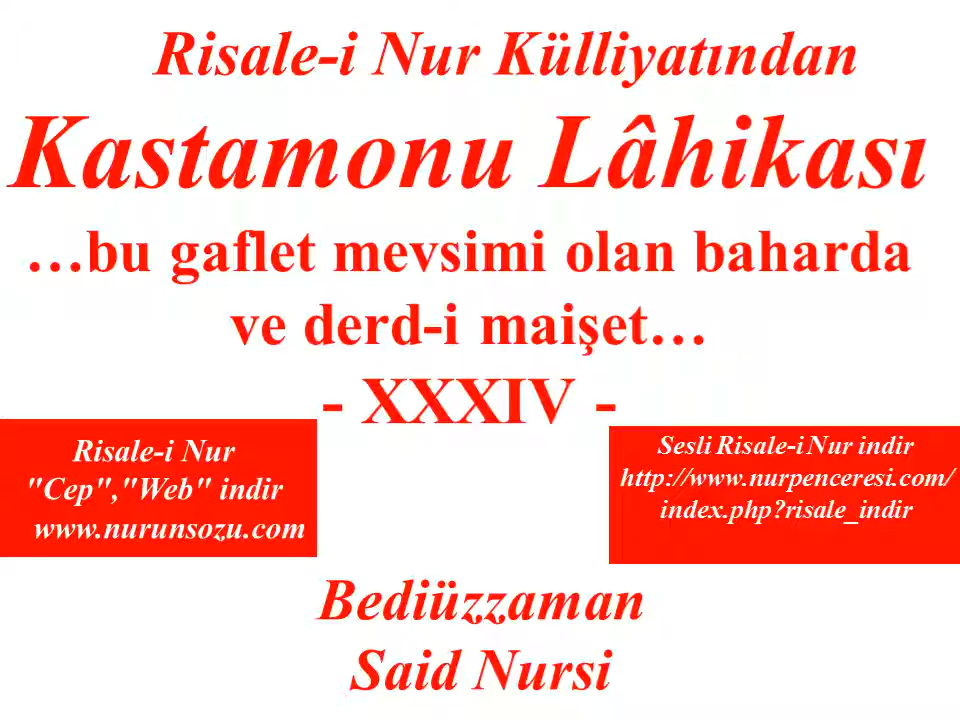 Risale-i Nur Külliyatından
Kastamonu Lâhikası
…bu gaflet mevsimi olan baharda
ve derd-i maişet…
- XXXIV -
Risale-i Nur
"Cep","Web" indir
www.nurunsozu.com
Sesli Risale-i Nur indir
http://www.nurpenceresi.com/
index.php?risale_indir
Bediüzzaman
Said Nursi